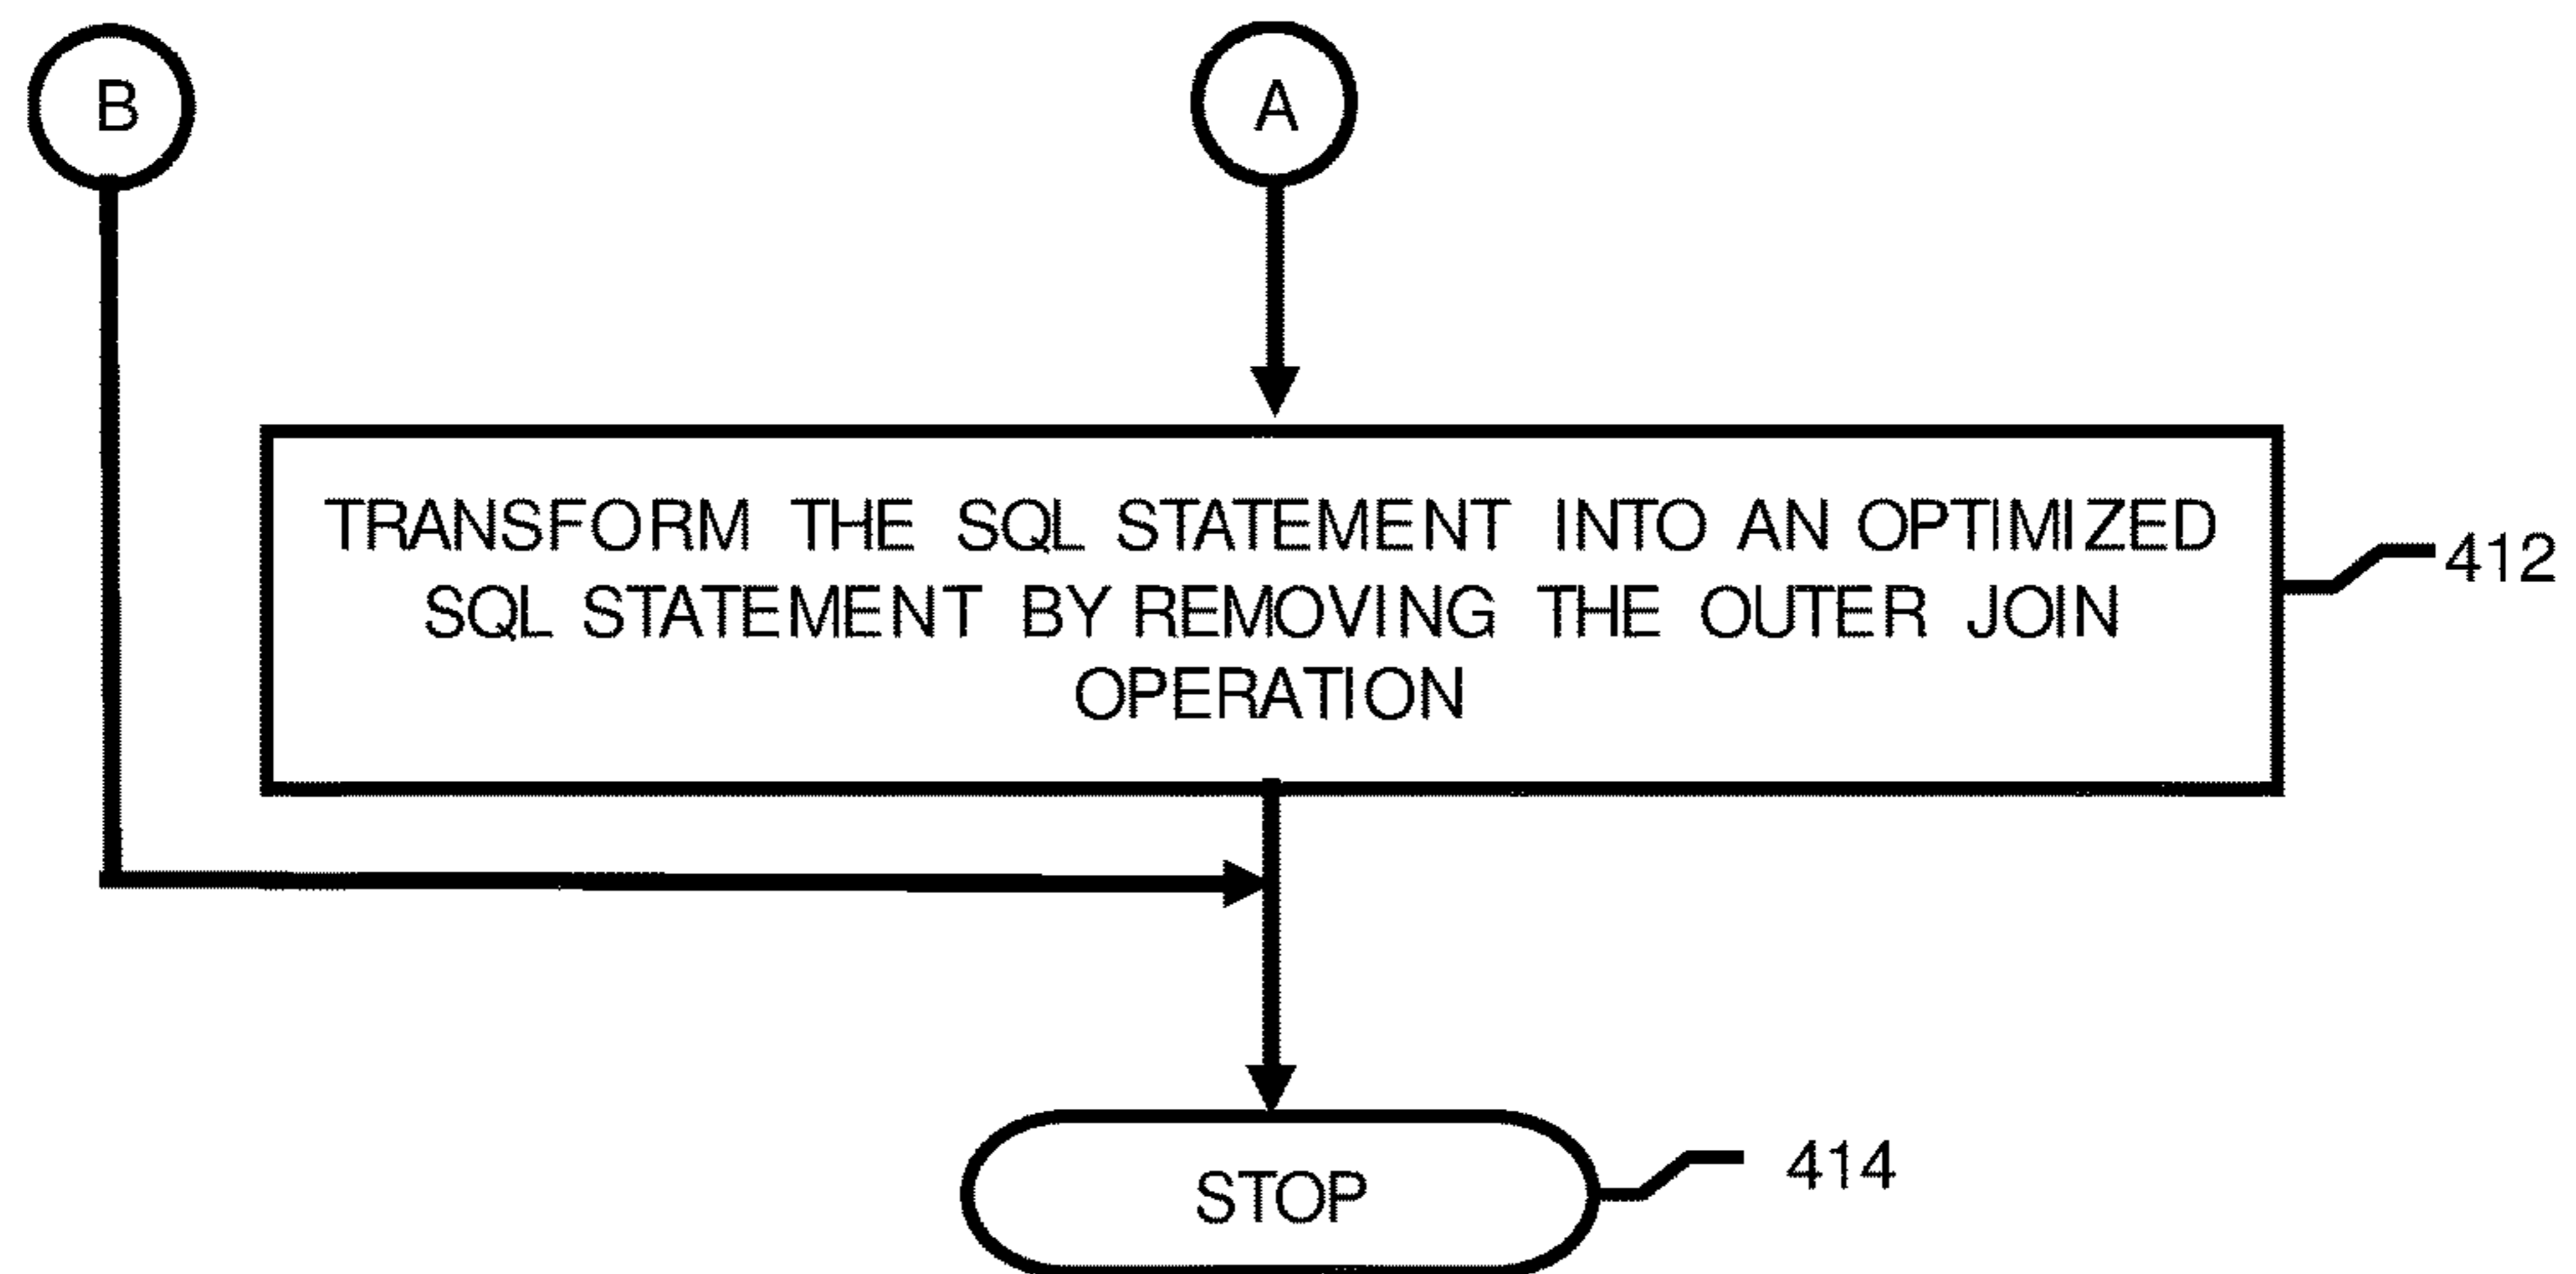 B
A
TRANSFORM THE SQL STATEMENT INTO AN OPTIMIZED
SQL STATEMENT BY REMOVING THE OUTER JOIN
OPERATION
412
STOP
414